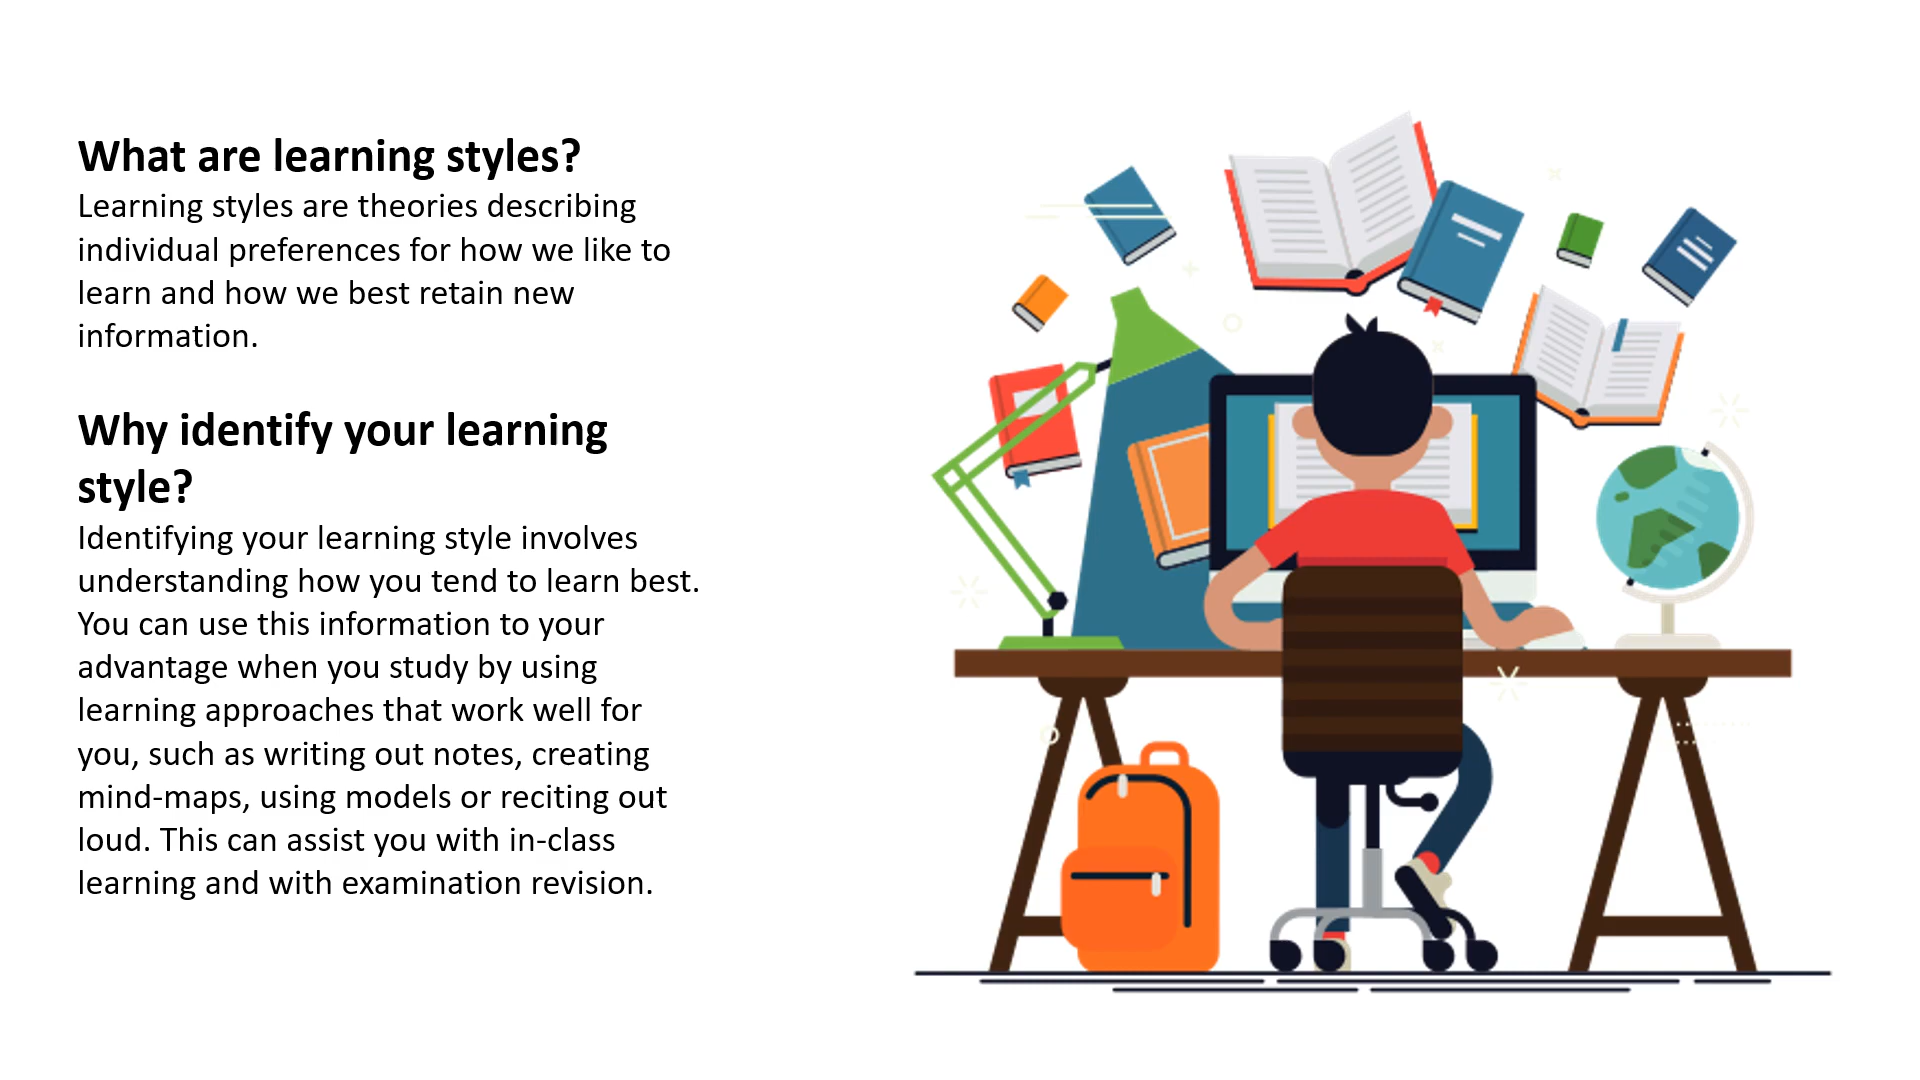 What are learning styles?
Learning styles are theories describing
individual preferences for how we like to
learn and how we best retain new
information.
Why identify your learning
style?
Identifying your learning style involves
understanding how you tend to learn best.
You can use this information to your
advantage when you study by using
learning approaches that work well for
you, such as writing out notes, creating
mind-maps, using models or reciting out
loud. This can assist you with in-class
learning and with examination revision.